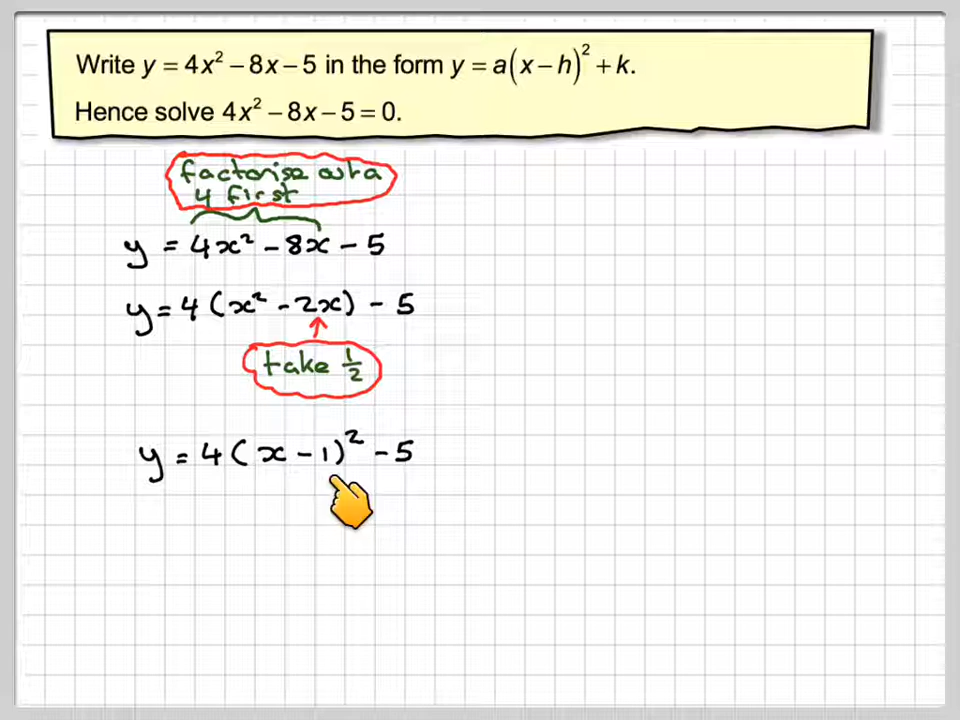 Write y = 4x² – 8x – 5 in the form y = a(x – h)² + k.
Hence solve 4x² – 8x – 5 = 0.
factorise out a
4 first
y = 4x² – 8x – 5
y = 4(x² – 2x) – 5
take ½
y = 4(x – 1)² – 5